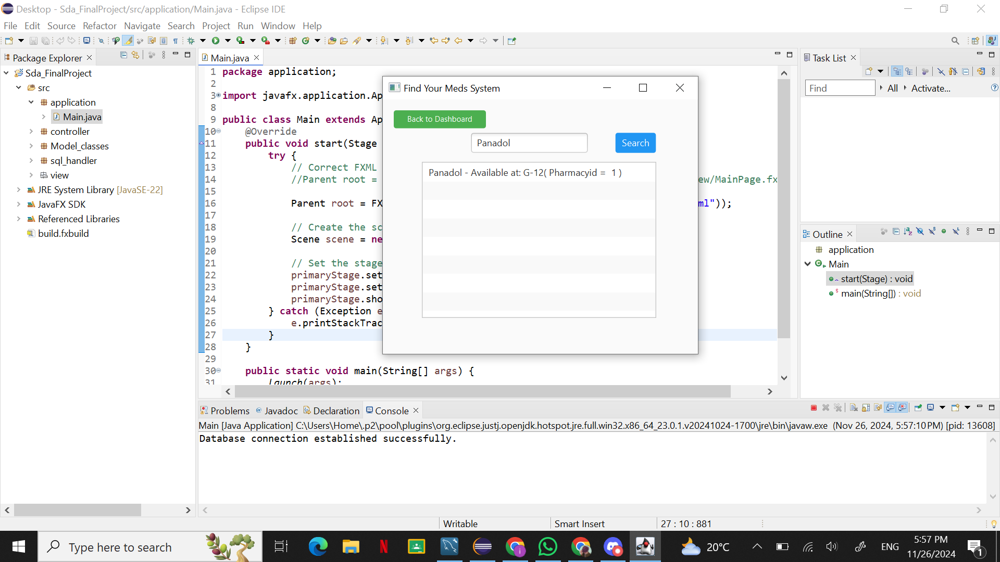 Desktop - Sda_FinalProject/src/application/Main.java - Eclipse IDE
File Edit Source Refactor Navigate Search Project Run Window Help
Package Explorer
Sda_FinalProject
src
application
Main.java
controller
Model_classes
sql_handler
view
JRE System Library [JavaSE-22]
JavaFX SDK
Referenced Libraries
build.fxbuild
Main.java
1 package application;
2
3 import javafx.application.Ap
8
9 public class Main extends Ap
10 @Override
11 public void start(Stage
12 try {
13 // Correct FXML
14 //Parent root = ew/MainPage.fx
15
16 Parent root = FX ml"));
17
18 // Create the sc
19 Scene scene = ne
20
21 // Set the stage
22 primaryStage.set
23 primaryStage.set
24 primaryStage.sho
25 } catch (Exception e
26 e.printStackTrac
27 }
28 }
29
30 public static void main(String[] args) {
31 launch(args);
Find Your Meds System
Back to Dashboard
Panadol
Search
Panadol - Available at: G-12( Pharmacyid = 1 )
Task List
Find All Activate...
Outline
application
Main
start(Stage) : void
main(String[]) : void
Problems Javadoc Declaration Console
Main [Java Application] C:\Users\Home\.p2\pool\plugins\org.eclipse.justj.openjdk.hotspot.jre.full.win32.x86_64_23.0.1.v20241024-1700\jre\bin\javaw.exe (Nov 26, 2024, 5:57:10 PM) [pid: 13608]
Database connection established successfully.
Writable Smart Insert 27 : 10 : 881
Type here to search
20°C
ENG
5:57 PM
11/26/2024
1